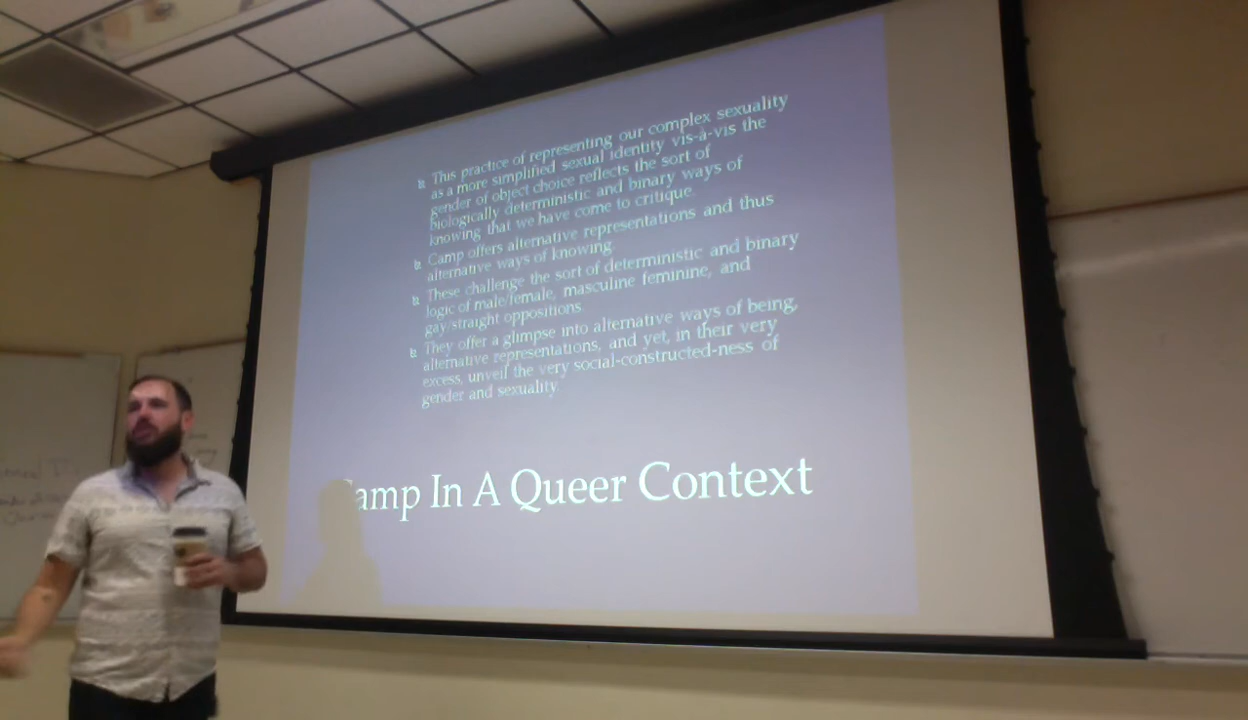 This practice of representing our complex sexuality
as a more simplified sexual identity vis-à-vis the
gender of object choice reflects the sort of
biologically deterministic and binary ways of
knowing that we have come to critique.
Camp offers alternative representations and thus
alternative ways of knowing.
These challenge the sort of deterministic and binary
logic of male/female, masculine feminine, and
gay/straight oppositions.
They offer a glimpse into alternative ways of being,
alternative representations, and yet, in their very
excess, unveil the very social-constructed-ness of
gender and sexuality.
Camp In A Queer Context